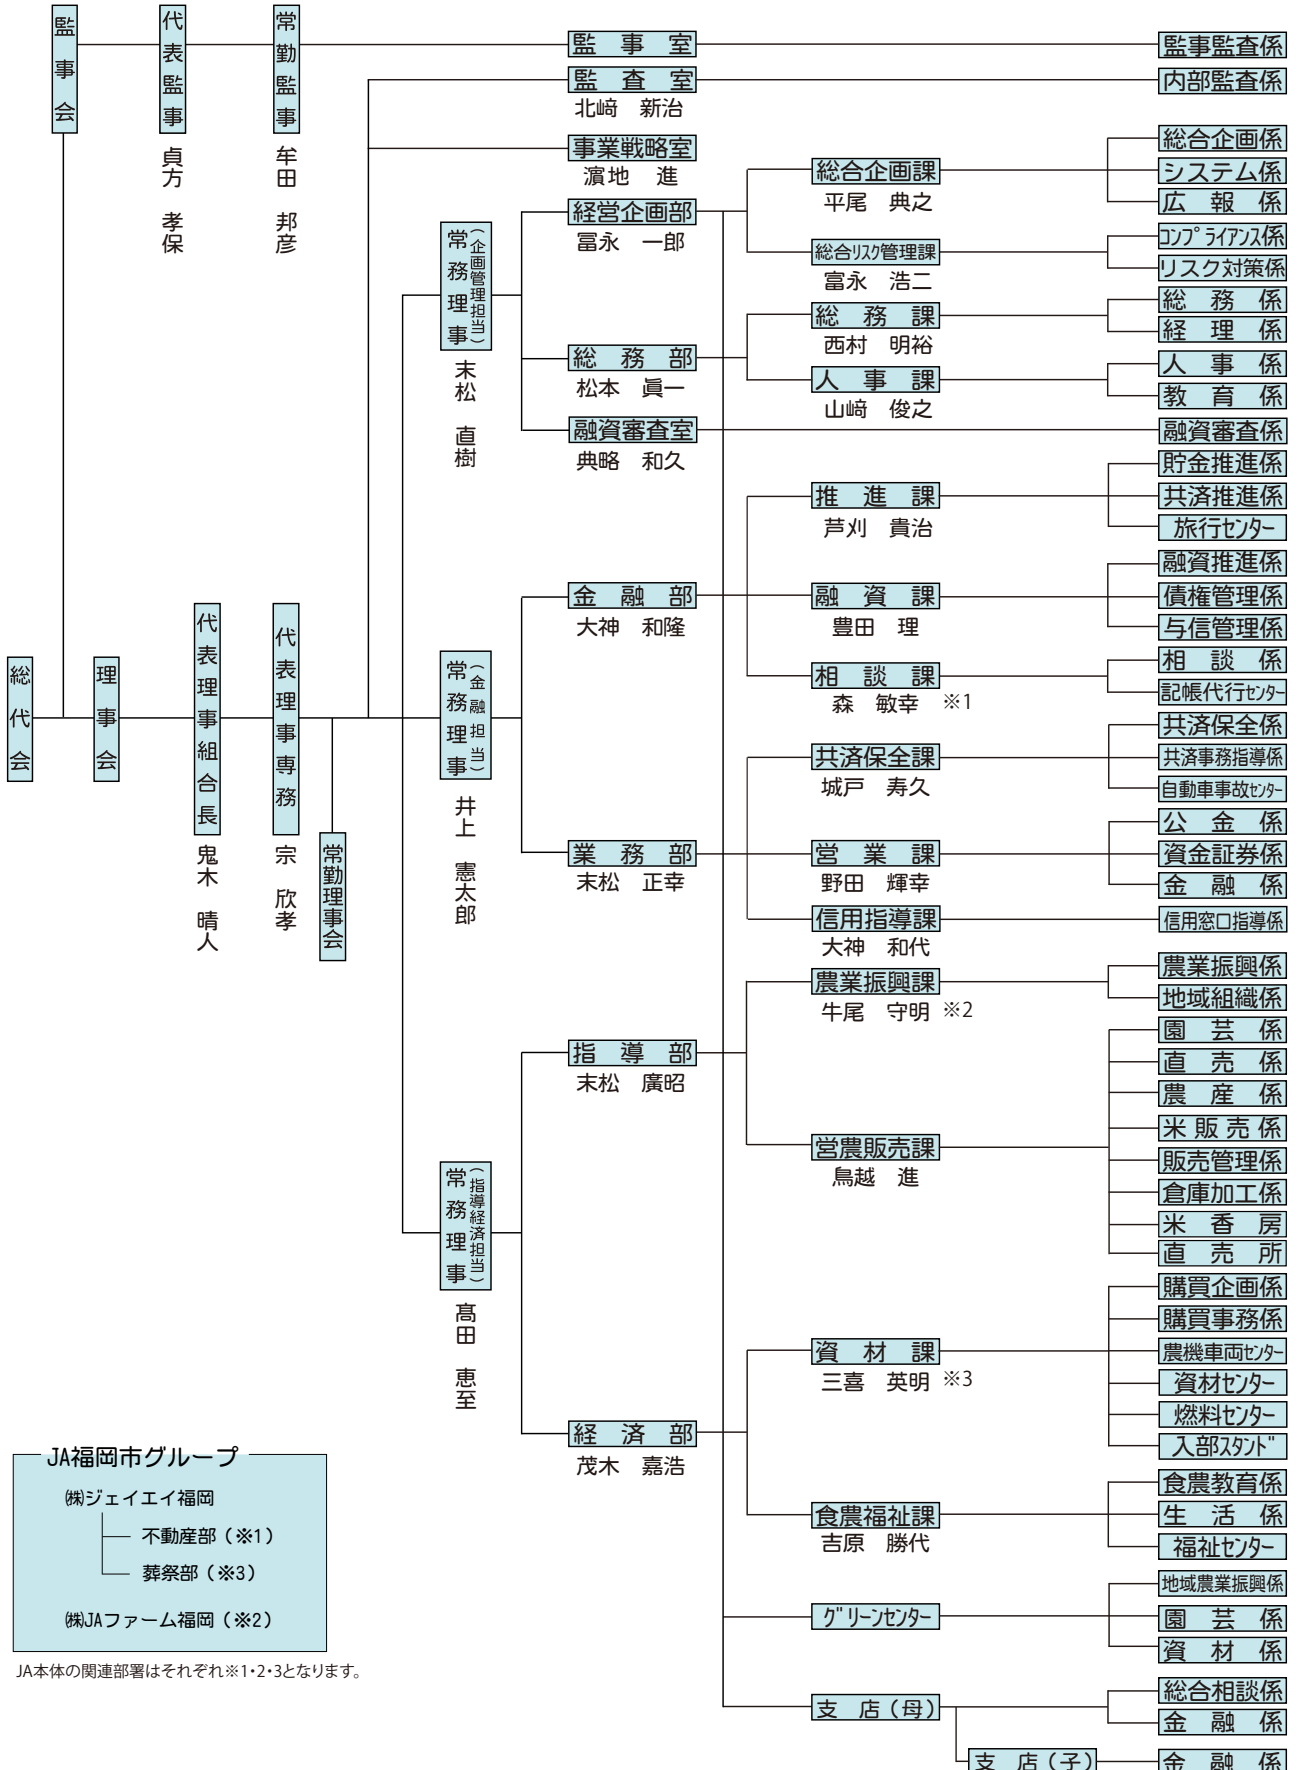 監事会
代表監事
貞方　孝保
常勤監事
牟田　邦彦
総代会
理事会
代表理事組合長
鬼木　晴人
代表理事専務
宗　欣孝
常勤理事会
監事室
監事監査係
監査室
北﨑　新治
内部監査係
事業戦略室
濵地　進
常務理事
（企画管理担当）
末松　直樹
経営企画部
冨永　一郎
総合企画課
平尾　典之
総合企画係
システム係
広報係
総合リスク管理課
富永　浩二
コンプライアンス係
リスク対策係
総務部
松本　眞一
総務課
西村　明裕
総務係
経理係
人事課
山﨑　俊之
人事係
教育係
融資審査室
典略　和久
融資審査係
常務理事
（金融担当）
井上　憲太郎
金融部
大神　和隆
推進課
芦刈　貴治
貯金推進係
共済推進係
旅行センター
融資課
豊田　理
融資推進係
債権管理係
与信管理係
相談課
森　敏幸　※1
相談係
記帳代行センター
業務部
末松　正幸
共済保全課
城戸　寿久
共済保全係
共済事務指導係
自動車事故センター
営業課
野田　輝幸
公金係
資金証券係
金融係
信用指導課
大神　和代
信用窓口指導係
常務理事
（指導経済担当）
髙田　恵至
指導部
末松　廣昭
農業振興課
牛尾　守明　※2
農業振興係
地域組織係
営農販売課
鳥越　進
園芸係
直売係
農産係
米販売係
販売管理係
倉庫加工係
米香房
直売所
経済部
茂木　嘉浩
資材課
三喜　英明　※3
購買企画係
購買事務係
農機車両センター
資材センター
燃料センター
入部スタンド
食農福祉課
吉原　勝代
食農教育係
生活係
福祉センター
グリーンセンター
地域農業振興係
園芸係
資材係
支店（母）
総合相談係
金融係
支店（子）
金融係
JA福岡市グループ
㈱ジェイエイ福岡
不動産部（※1）
葬祭部（※3）
㈱JAファーム福岡（※2）
JA本体の関連部署はそれぞれ※1・2・3となります。